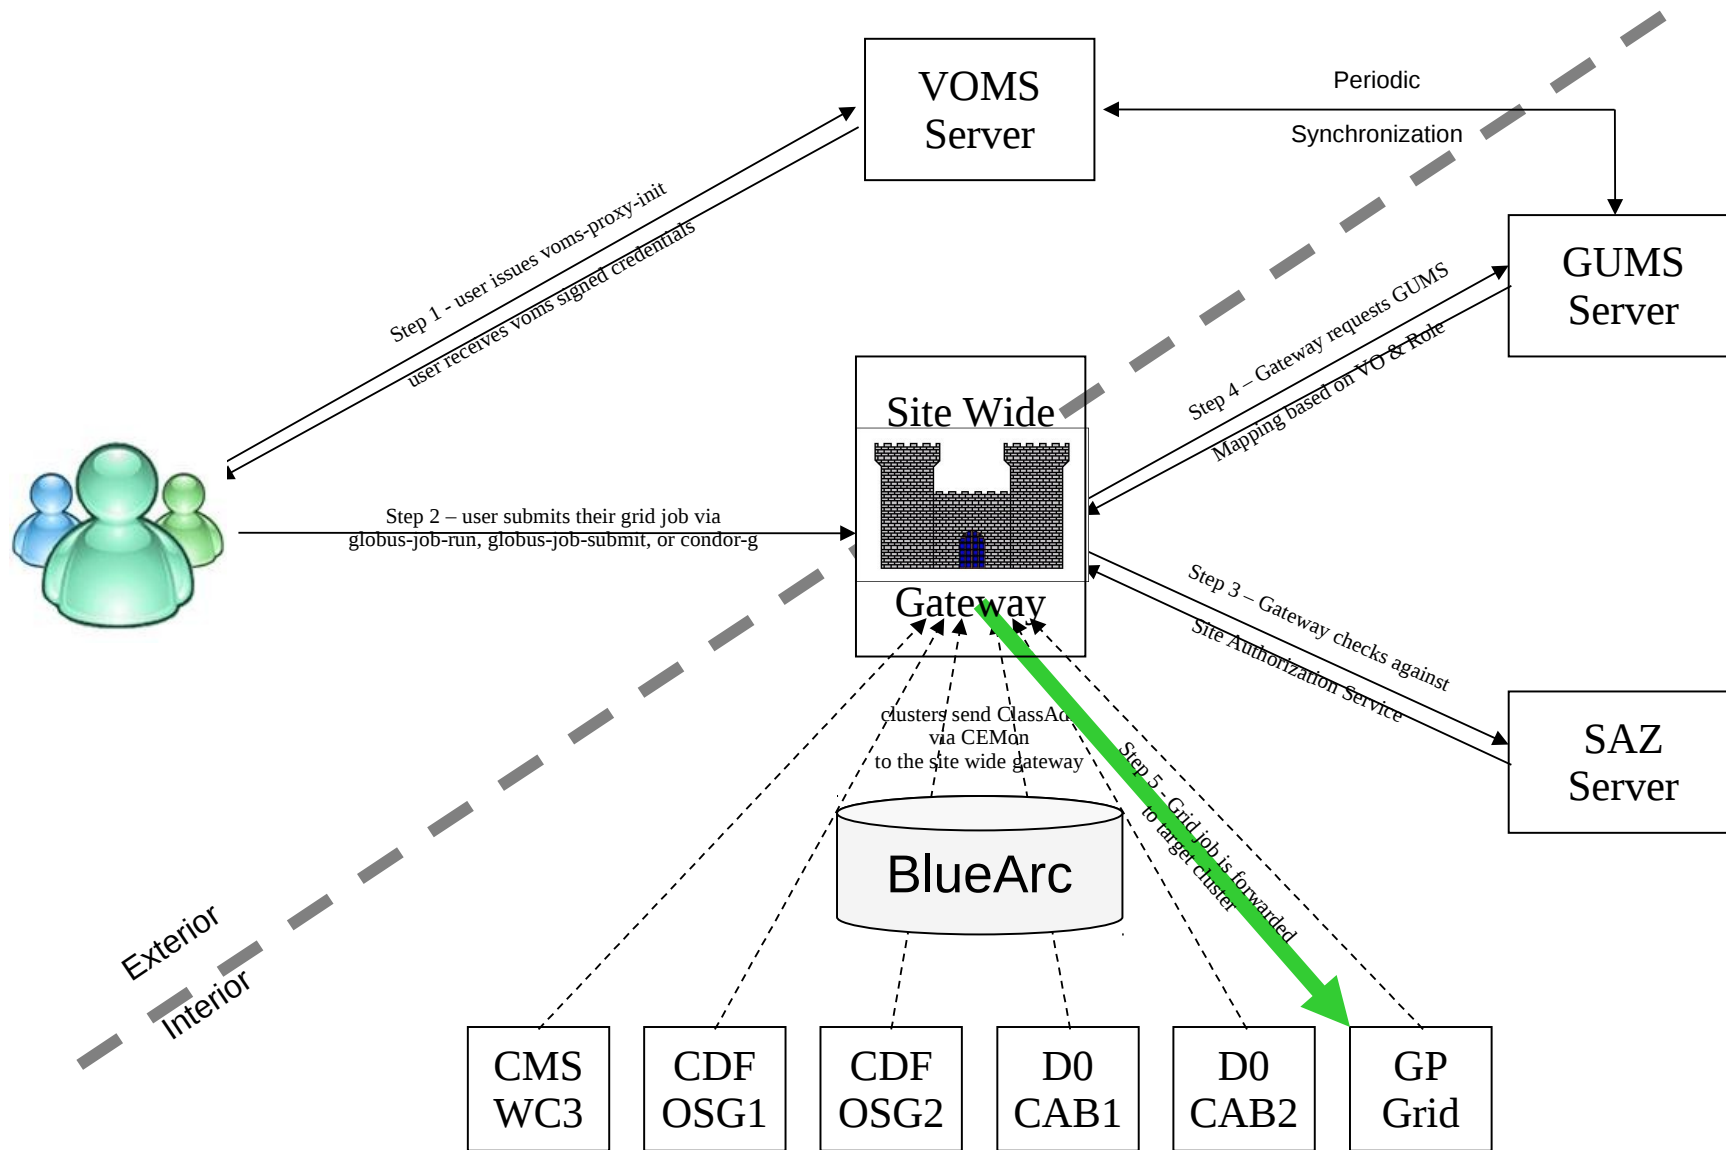 VOMS
Server
Periodic
Synchronization
GUMS
Server
Step 1 - user issues voms-proxy-init
user receives voms signed credentials
Step 4 – Gateway requests GUMS
Mapping based on VO & Role
Site Wide
Gateway
Step 2 – user submits their grid job via
globus-job-run, globus-job-submit, or condor-g
Step 3 – Gateway checks against
Site Authorization Service
SAZ
Server
clusters send ClassAds
via CEMon
to the site wide gateway
Step 5 - Grid job is forwarded
to target cluster
BlueArc
Exterior
Interior
CMS
WC3
CDF
OSG1
CDF
OSG2
D0
CAB1
D0
CAB2
GP
Grid